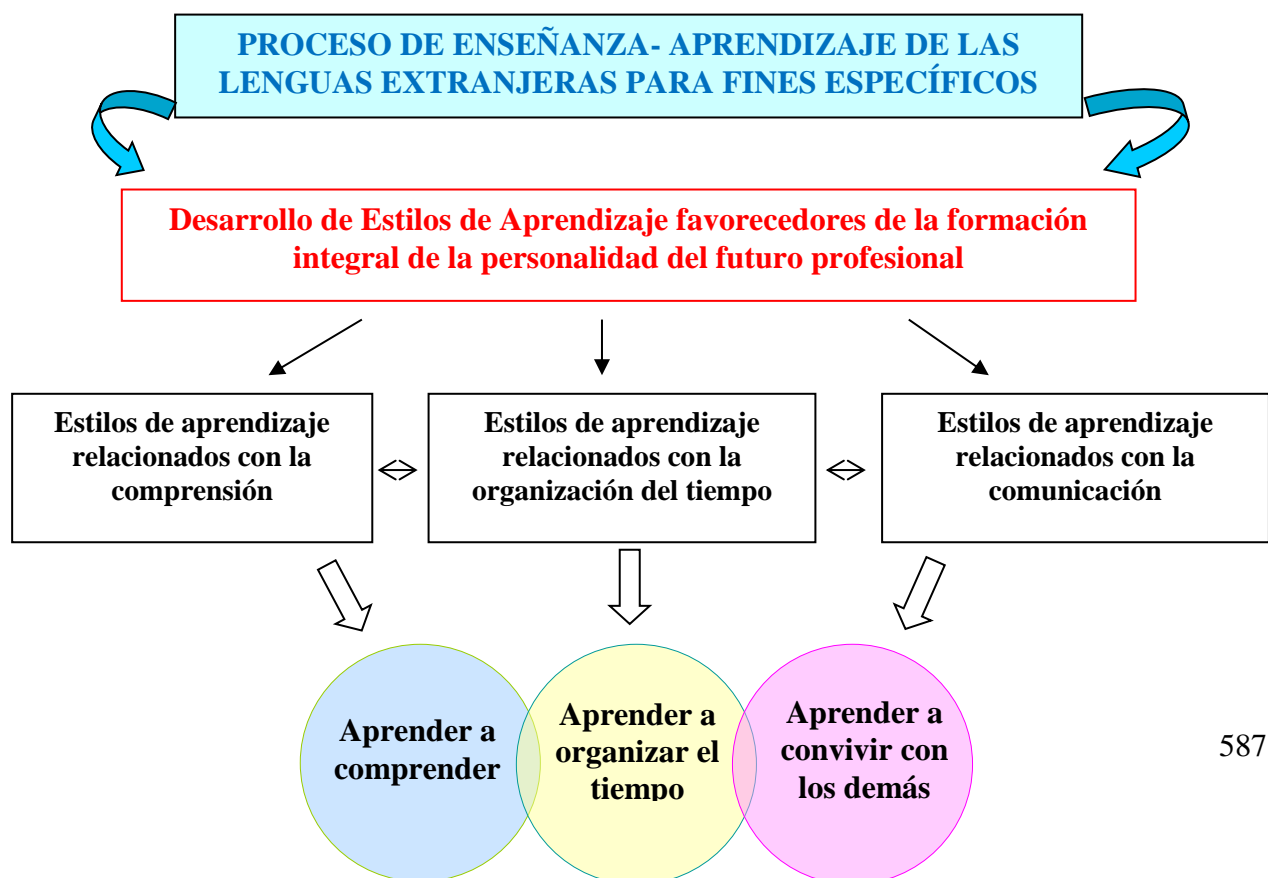 PROCESO DE ENSEÑANZA- APRENDIZAJE DE LAS
LENGUAS EXTRANJERAS PARA FINES ESPECÍFICOS
Desarrollo de Estilos de Aprendizaje favorecedores de la formación
integral de la personalidad del futuro profesional
Estilos de aprendizaje
relacionados con la
comprensión
Estilos de aprendizaje
relacionados con la
organización del tiempo
Estilos de aprendizaje
relacionados con la
comunicación
Aprender a
comprender
Aprender a
organizar el
tiempo
Aprender a
convivir con
los demás
587